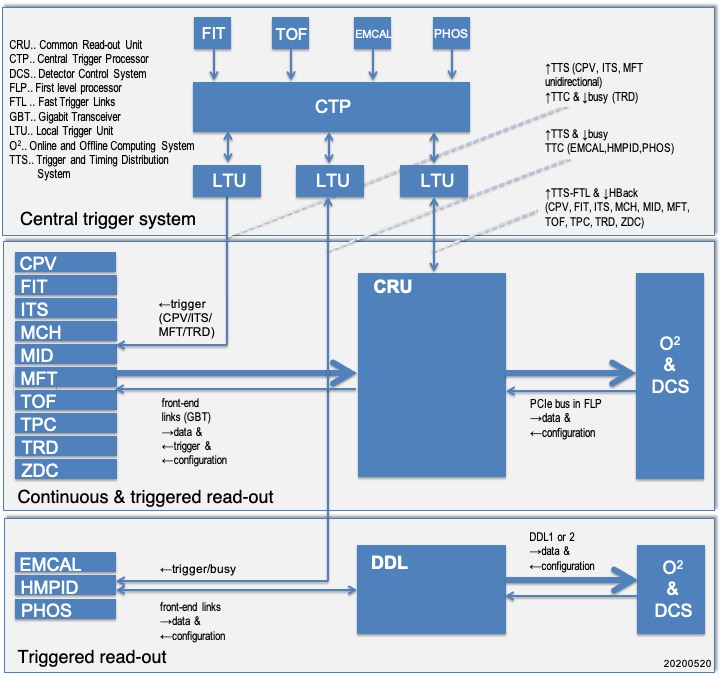 FIT TOF EMCAL PHOS
CRU.. Common Read-out Unit
CTP.. Central Trigger Processor
DCS.. Detector Control System
FLP.. First level processor
FTL .. Fast Trigger Links
GBT.. Gigabit Transceiver
LTU.. Local Trigger Unit
O².. Online and Offline Computing System
TTS.. Trigger and Timing Distribution
System
CTP
↑TTS (CPV, ITS, MFT
unidirectional)
↑TTC & ↓busy (TRD)
↑TTS & ↓busy
TTC (EMCAL,HMPID,PHOS)
LTU LTU LTU
↑TTS-FTL & ↓HBack
(CPV, FIT, ITS, MCH, MID, MFT,
TOF, TPC, TRD, ZDC)
Central trigger system
CPV
FIT
ITS
MCH
MID
MFT
TOF
TPC
TRD
ZDC
←trigger
(CPV/ITS/
MFT/TRD)
front-end
links (GBT)
→data &
←trigger &
←configuration
CRU
PCIe bus in FLP
→data &
←configuration
O²
&
DCS
Continuous & triggered read-out
EMCAL
HMPID
PHOS
←trigger/busy
front-end links
→data &
←configuration
DDL
DDL1 or 2
→data &
←configuration
O²
&
DCS
Triggered read-out
20200520